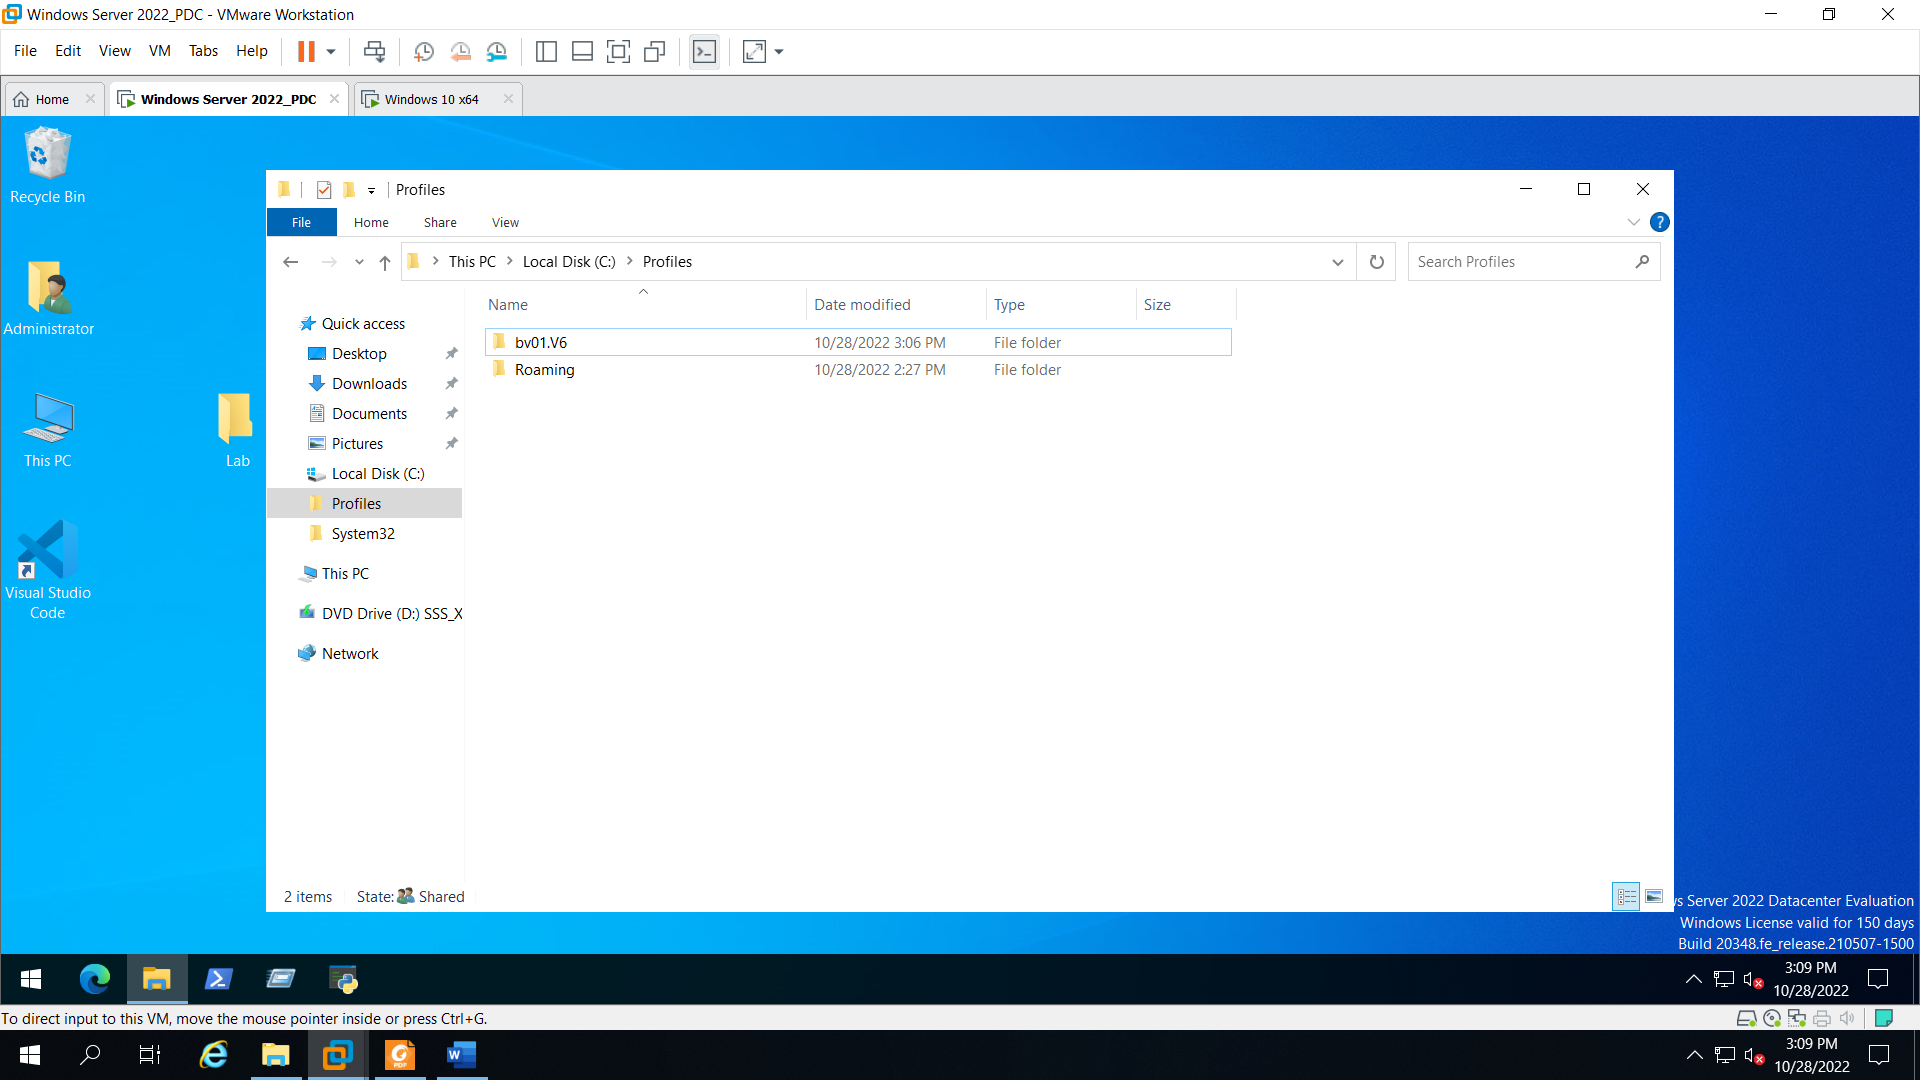 Windows Server 2022_PDC - VMware Workstation
File Edit View VM Tabs Help
Home Windows Server 2022_PDC Windows 10 x64
Recycle Bin
Administrator
This PC
Lab
Visual Studio
Code
Profiles
File Home Share View
This PC Local Disk (C:) Profiles
Search Profiles
Name Date modified Type Size
bv01.V6 10/28/2022 3:06 PM File folder
Roaming 10/28/2022 2:27 PM File folder
Quick access
Desktop
Downloads
Documents
Pictures
Local Disk (C:)
Profiles
System32
This PC
DVD Drive (D:) SSS_X
Network
2 items State: Shared
s Server 2022 Datacenter Evaluation
Windows License valid for 150 days
Build 20348.fe_release.210507-1500
3:09 PM
10/28/2022
To direct input to this VM, move the mouse pointer inside or press Ctrl+G.
3:09 PM
10/28/2022